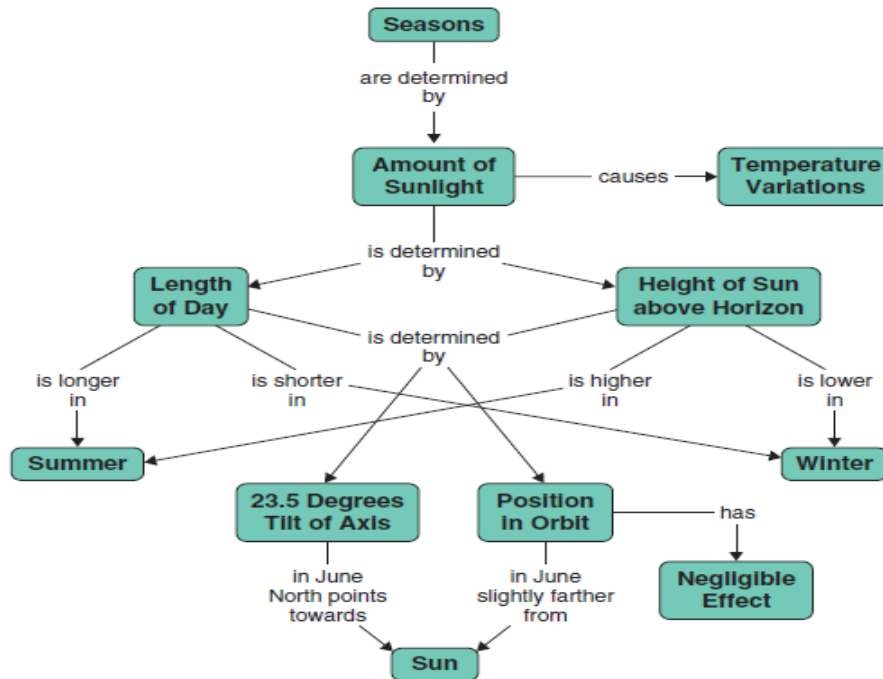 Seasons
are determined
by
Amount of
Sunlight
causes
Temperature
Variations
is determined
by
Length
of Day
Height of Sun
above Horizon
is determined
by
is longer
in
is shorter
in
is higher
in
is lower
in
Summer
Winter
23.5 Degrees
Tilt of Axis
Position
in Orbit
has
in June
North points
towards
in June
slightly farther
from
Negligible
Effect
Sun